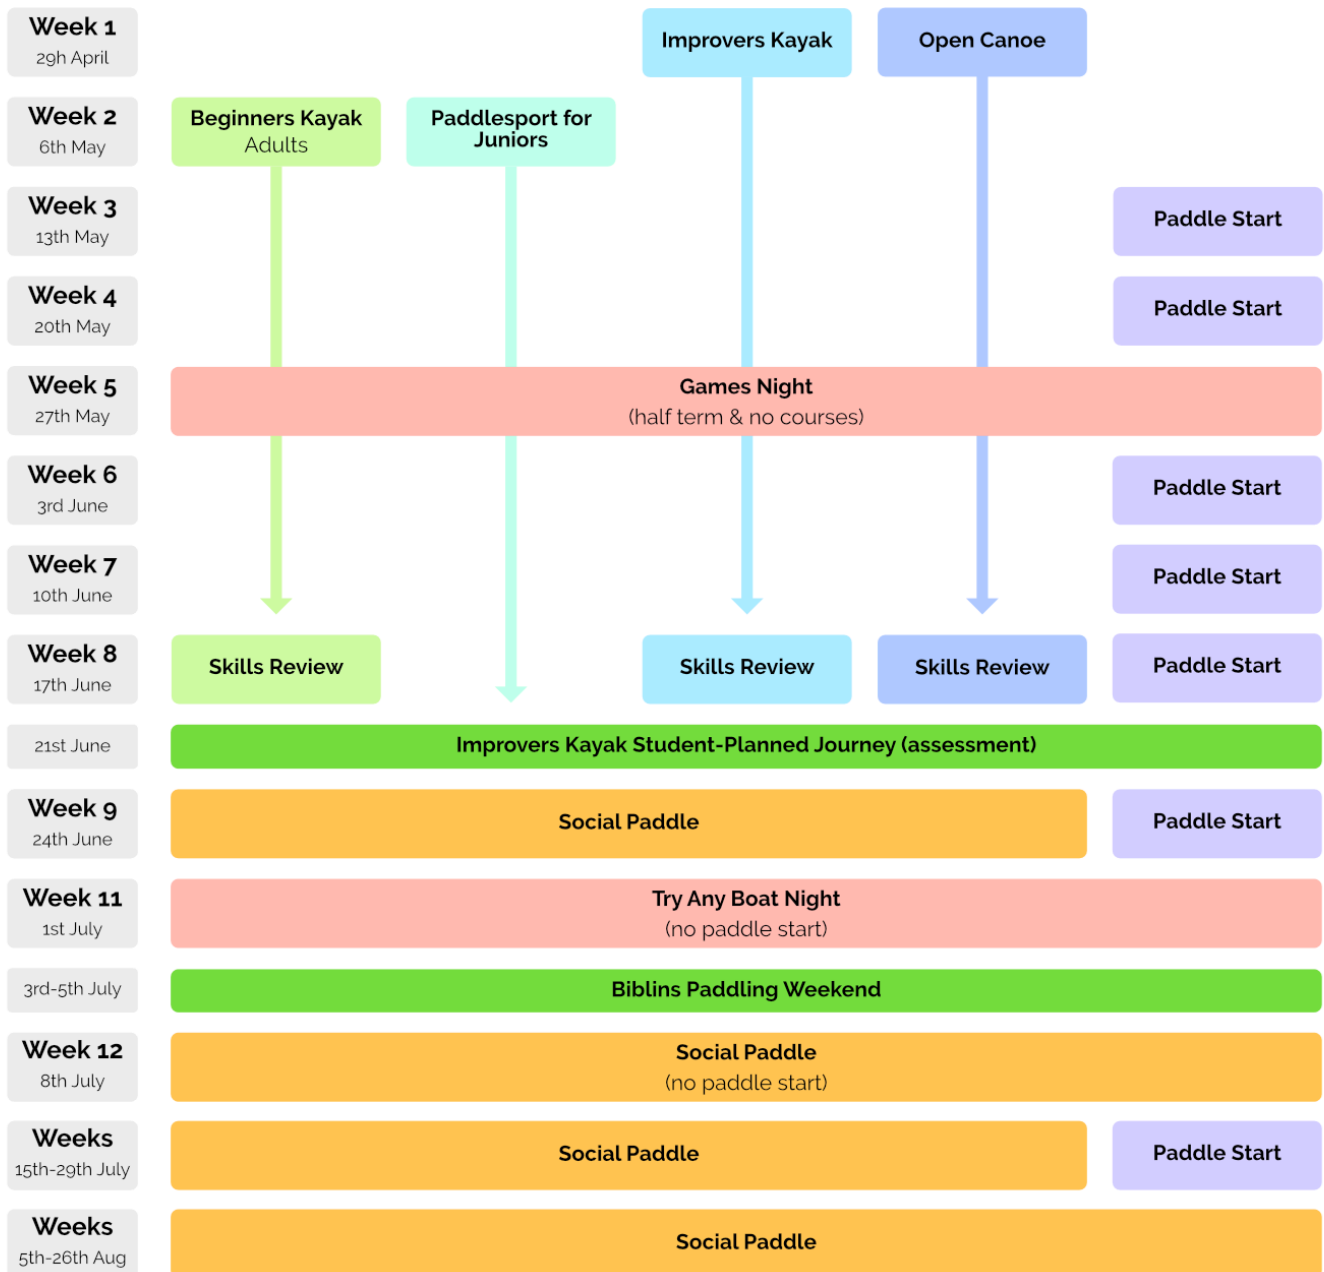 Week 1
29h April
Improvers Kayak
Open Canoe
Week 2
6th May
Beginners Kayak
Adults
Paddlesport for
Juniors
Week 3
13th May
Paddle Start
Week 4
20th May
Paddle Start
Week 5
27th May
Games Night
(half term & no courses)
Week 6
3rd June
Paddle Start
Week 7
10th June
Paddle Start
Week 8
17th June
Skills Review
Skills Review
Skills Review
Paddle Start
21st June
Improvers Kayak Student-Planned Journey (assessment)
Week 9
24th June
Social Paddle
Paddle Start
Week 11
1st July
Try Any Boat Night
(no paddle start)
3rd-5th July
Biblins Paddling Weekend
Week 12
8th July
Social Paddle
(no paddle start)
Weeks
15th-29th July
Social Paddle
Paddle Start
Weeks
5th-26th Aug
Social Paddle